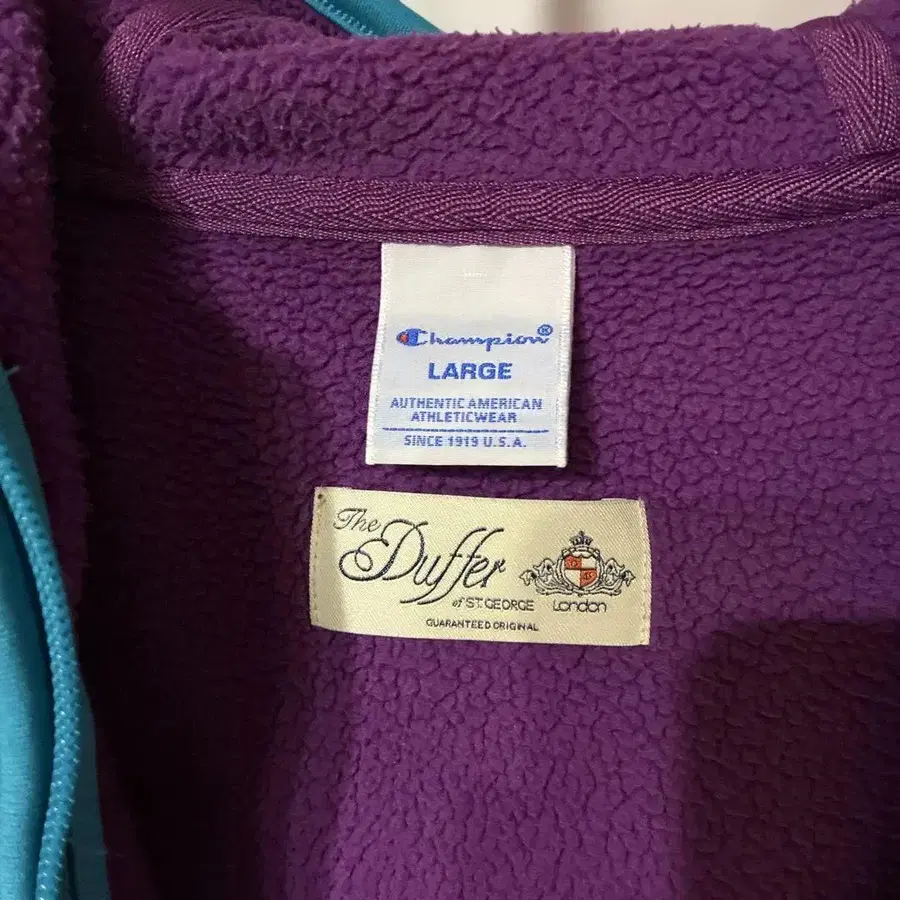 Champion®
LARGE
AUTHENTIC AMERICAN
ATHLETICWEAR
SINCE 1919 U.S.A.
The
Duffer
of ST.GEORGE London
GUARANTEED ORIGINAL